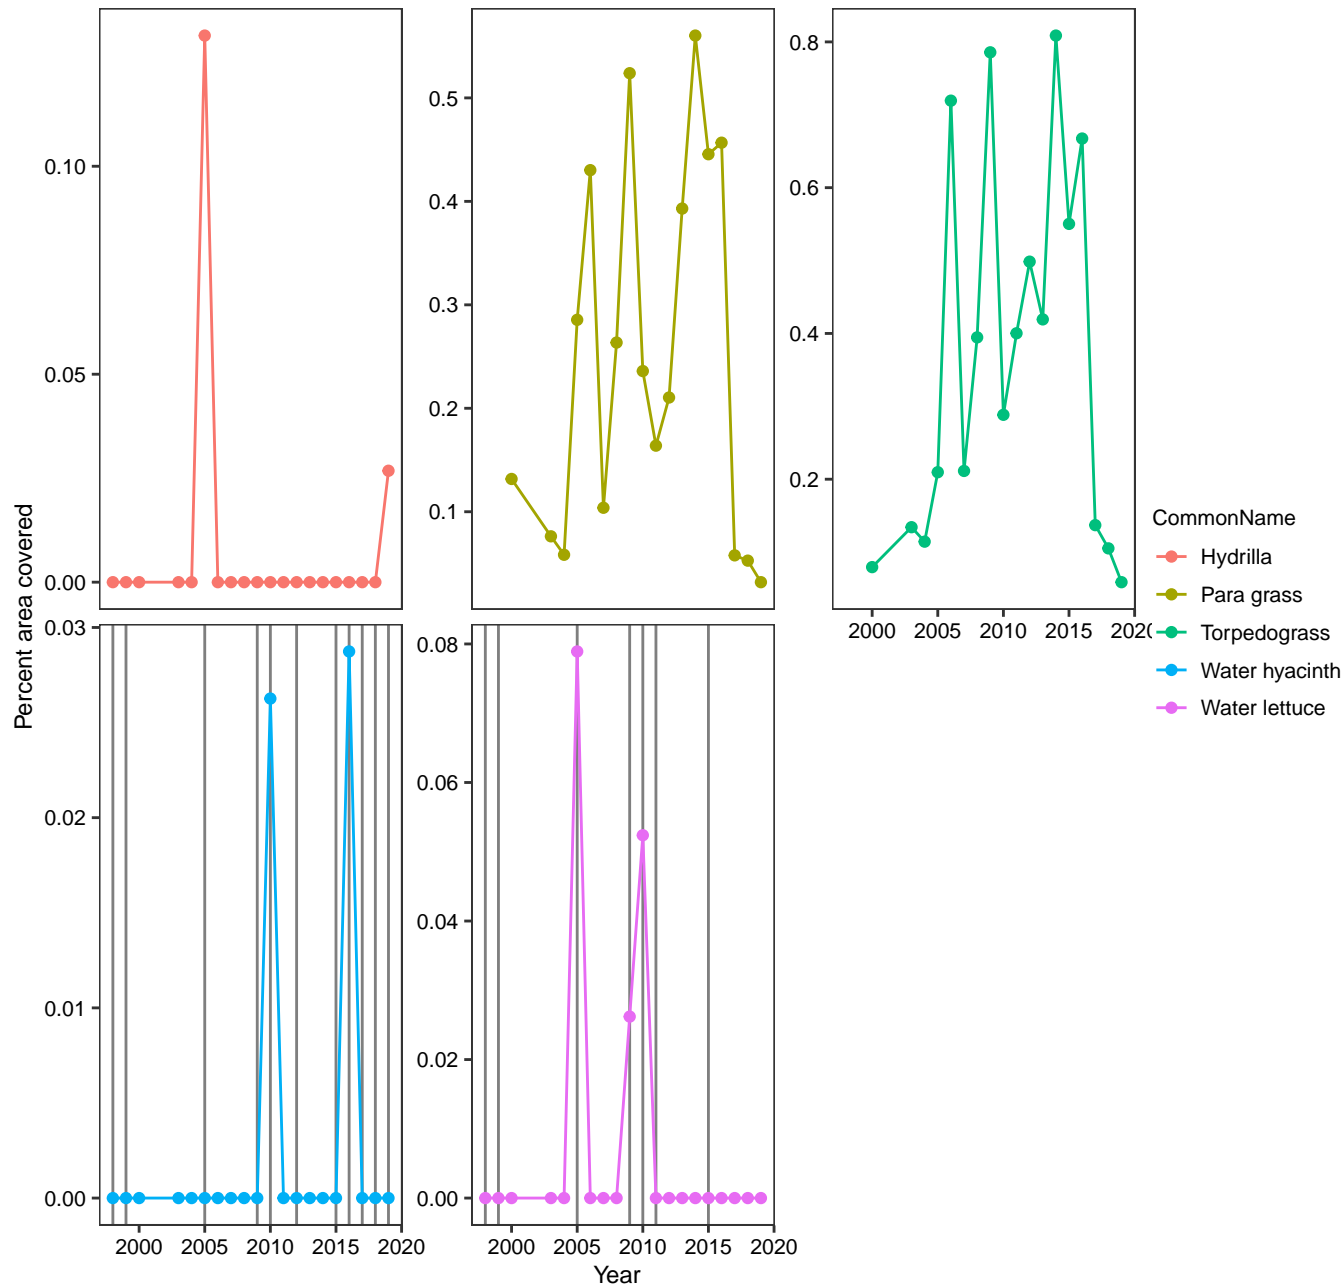 0.10
0.05
0.00
0.5
0.4
0.3
0.2
0.1
0.8
0.6
0.4
0.2
2000 2005 2010 2015 2020
Percent area covered
CommonName
Hydrilla
Para grass
Torpedograss
Water hyacinth
Water lettuce
0.03
0.02
0.01
0.00
0.08
0.06
0.04
0.02
0.00
2000 2005 2010 2015 2020
2000 2005 2010 2015 2020
Year